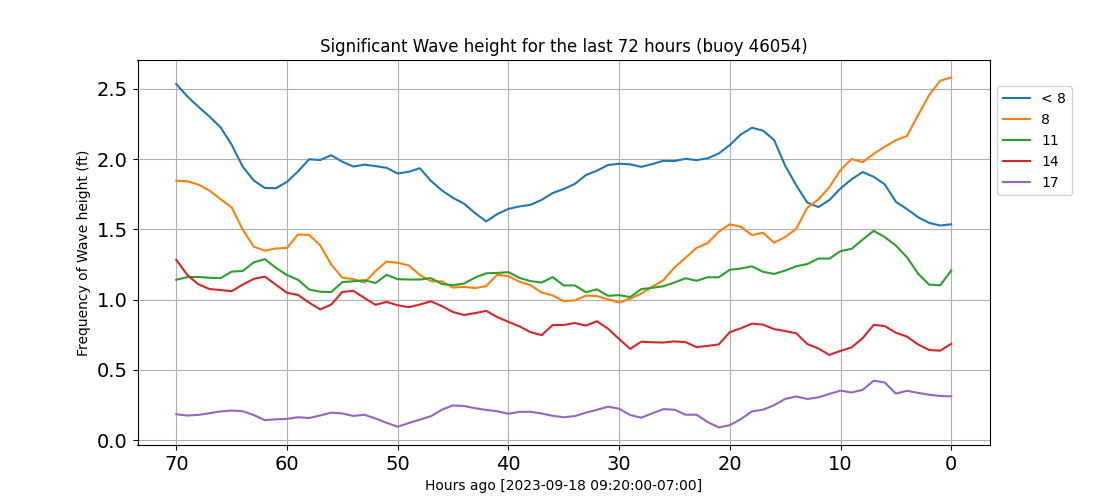 Significant Wave height for the last 72 hours (buoy 46054)
2.5
2.0
1.5
1.0
0.5
0.0
Frequency of Wave height (ft)
70 60 50 40 30 20 10 0
Hours ago [2023-09-18 09:20:00-07:00]
< 8
8
11
14
17